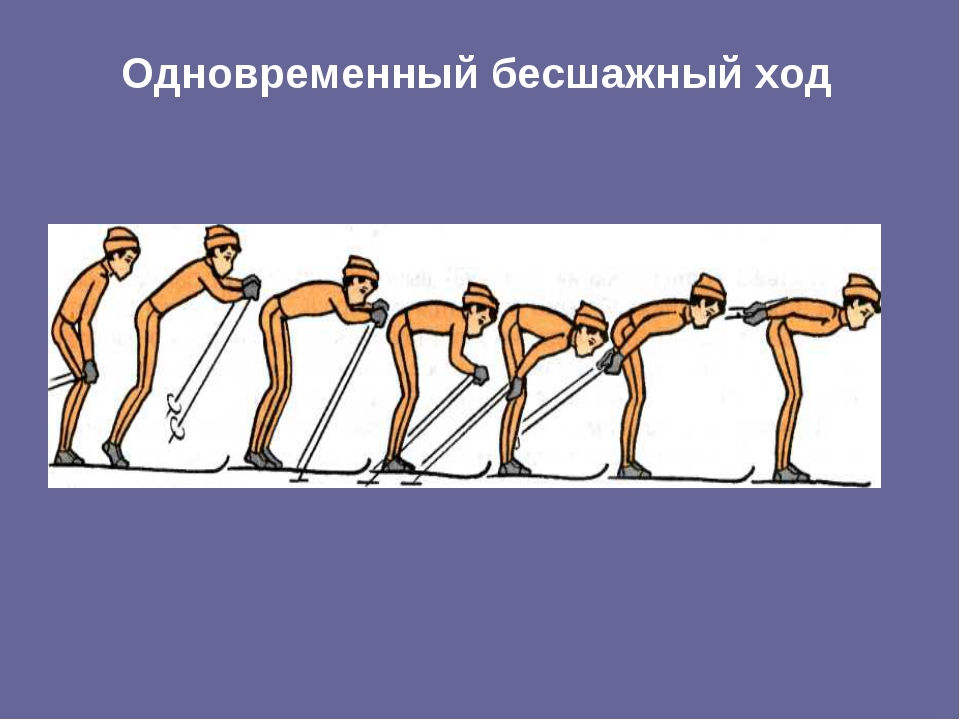 Одновременный бесшажный ход